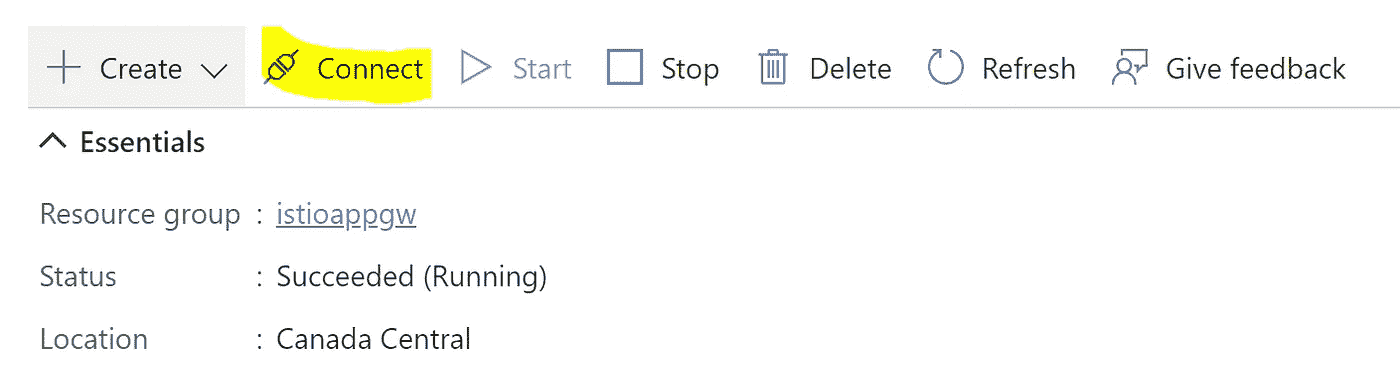 Create Connect Start Stop Delete Refresh Give feedback
Essentials
Resource group : istioappgw
Status : Succeeded (Running)
Location : Canada Central